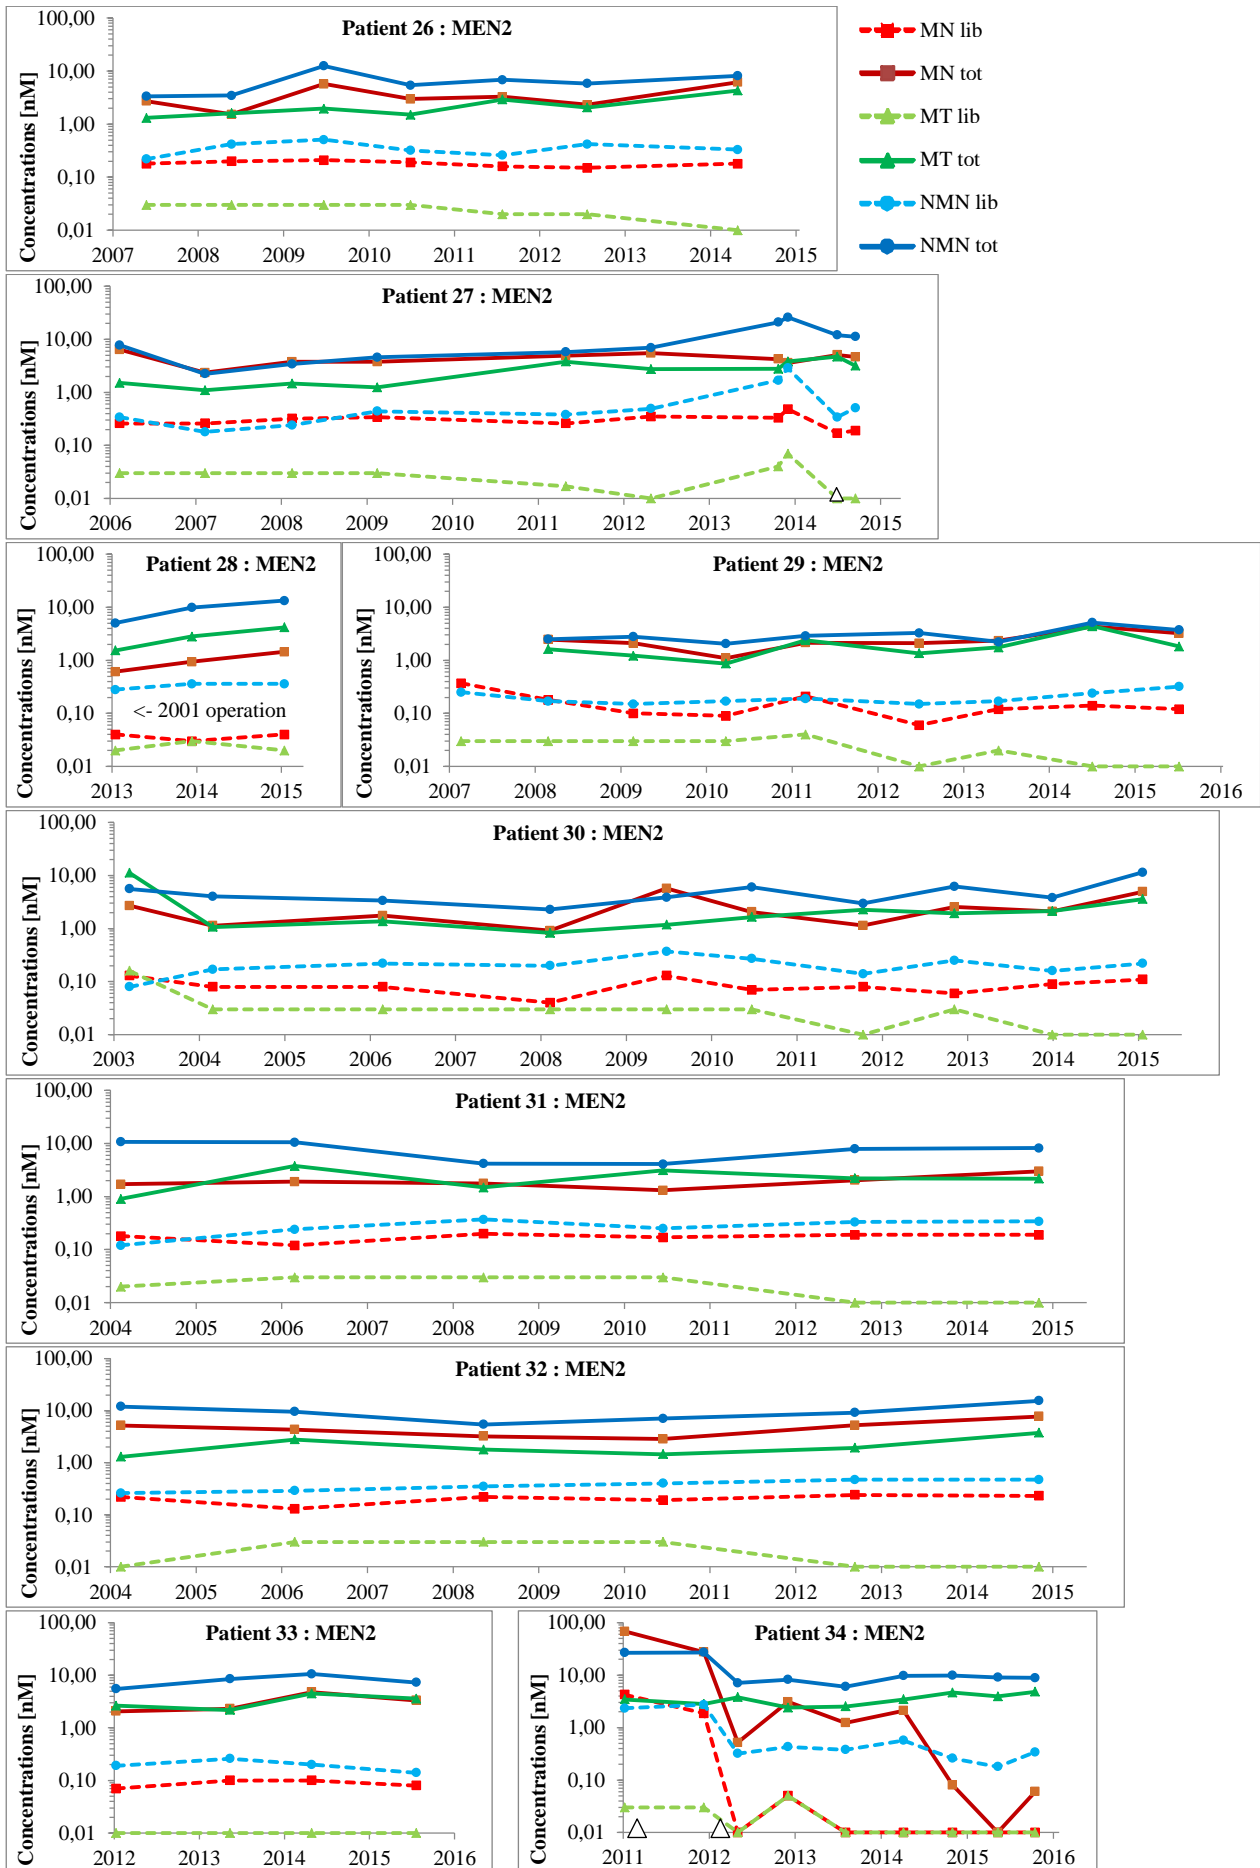 Patient 26 : MEN2
Concentrations [nM]
100,00
10,00
1,00
0,10
0,01
2007 2008 2009 2010 2011 2012 2013 2014 2015
MN lib
MN tot
MT lib
MT tot
NMN lib
NMN tot
Patient 27 : MEN2
Concentrations [nM]
100,00
10,00
1,00
0,10
0,01
2006 2007 2008 2009 2010 2011 2012 2013 2014 2015
Patient 28 : MEN2
Concentrations [nM]
100,00
10,00
1,00
0,10
0,01
<- 2001 operation
2013 2014 2015
Patient 29 : MEN2
Concentrations [nM]
100,00
10,00
1,00
0,10
0,01
2007 2008 2009 2010 2011 2012 2013 2014 2015 2016
Patient 30 : MEN2
Concentrations [nM]
100,00
10,00
1,00
0,10
0,01
2003 2004 2005 2006 2007 2008 2009 2010 2011 2012 2013 2014 2015
Patient 31 : MEN2
Concentrations [nM]
100,00
10,00
1,00
0,10
0,01
2004 2005 2006 2007 2008 2009 2010 2011 2012 2013 2014 2015
Patient 32 : MEN2
Concentrations [nM]
100,00
10,00
1,00
0,10
0,01
2004 2005 2006 2007 2008 2009 2010 2011 2012 2013 2014 2015
Patient 33 : MEN2
Concentrations [nM]
100,00
10,00
1,00
0,10
0,01
2012 2013 2014 2015 2016
Patient 34 : MEN2
Concentrations [nM]
100,00
10,00
1,00
0,10
0,01
2011 2012 2013 2014 2015 2016